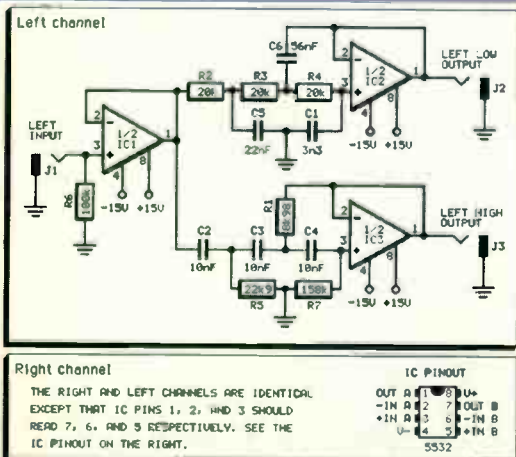 Left channel
C6 56nF
R2
20k
R3
20k
R4
20k
C5
22nF
C1
3n3
2
3
1/2
IC2
1
4
8
-15V +15V
LEFT LOW
OUTPUT
J2
LEFT
INPUT
J1
R6
100k
2
3
1/2
IC1
1
4
8
-15V +15V
C2
10nF
C3
10nF
C4
10nF
R1
8k98
22k9
R5
158k
R7
2
3
1/2
IC3
1
4
8
-15V +15V
LEFT HIGH
OUTPUT
J3
Right channel
THE RIGHT AND LEFT CHANNELS ARE IDENTICAL
EXCEPT THAT IC PINS 1, 2, AND 3 SHOULD
READ 7, 6, AND 5 RESPECTIVELY. SEE THE
IC PINOUT ON THE RIGHT.
IC PINOUT
OUT A 1 8 V+
-IN A 2 7 OUT B
+IN A 3 6 -IN B
V- 4 5 +IN B
5532